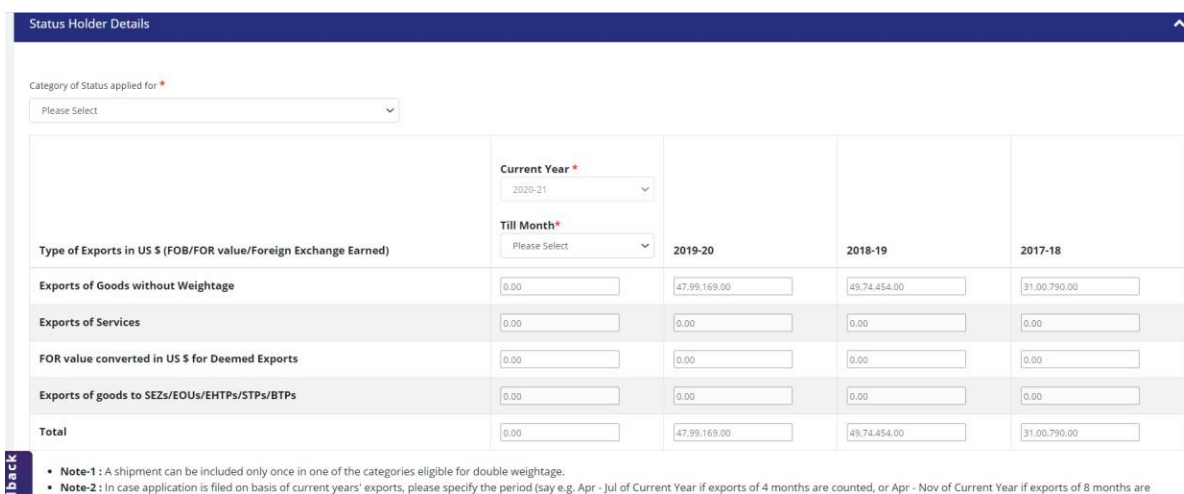 Status Holder Details
Category of Status applied for *
Please Select
Current Year *
2020-21
Till Month*
Type of Exports in US $ (FOB/FOR value/Foreign Exchange Earned) Please Select 2019-20 2018-19 2017-18
Exports of Goods without Weightage 0.00 47,99,169.00 49,74,454.00 31,00,790.00
Exports of Services 0.00 0.00 0.00 0.00
FOR value converted in US $ for Deemed Exports 0.00 0.00 0.00 0.00
Exports of goods to SEZs/EOUs/EHTPs/STPs/BTPs 0.00 0.00 0.00 0.00
Total 0.00 47,99,169.00 49,74,454.00 31,00,790.00
back
• Note-1 : A shipment can be included only once in one of the categories eligible for double weightage.
• Note-2 : In case application is filed on basis of current years' exports, please specify the period (say e.g. Apr - Jul of Current Year if exports of 4 months are counted, or Apr - Nov of Current Year if exports of 8 months are